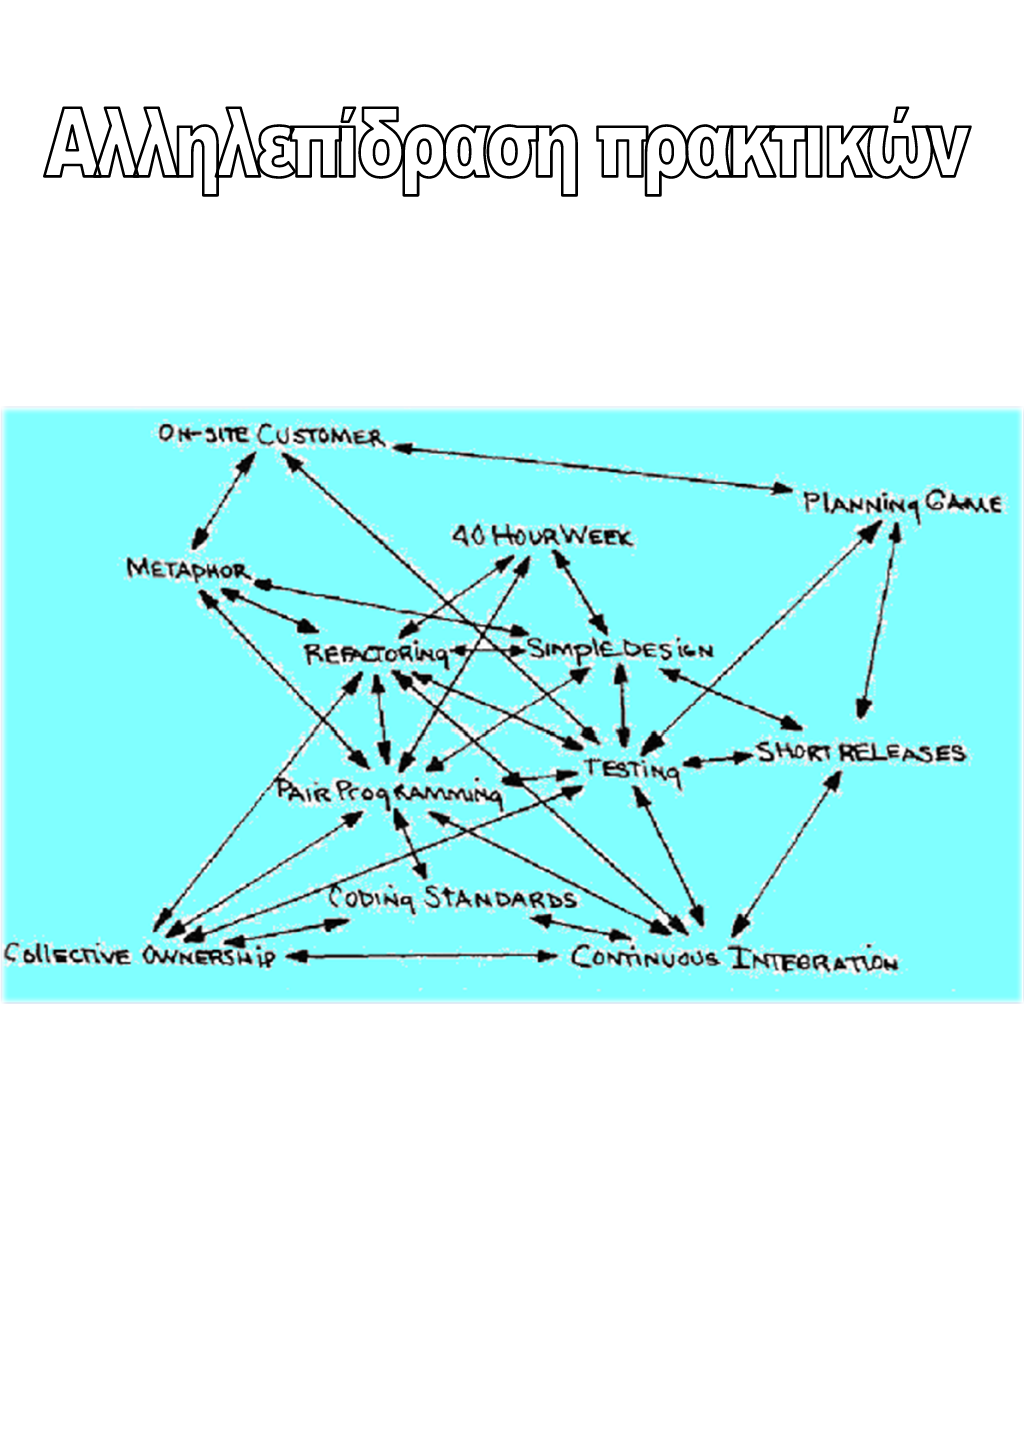 Αλληλεπίδραση πρακτικών
ON-SITE CUSTOMER
PLANNING GAME
40 HOUR WEEK
METAPHOR
REFACTORING
SIMPLE DESIGN
SHORT RELEASES
TESTING
PAIR PROGRAMMING
CODING STANDARDS
COLLECTIVE OWNERSHIP
CONTINUOUS INTEGRATION